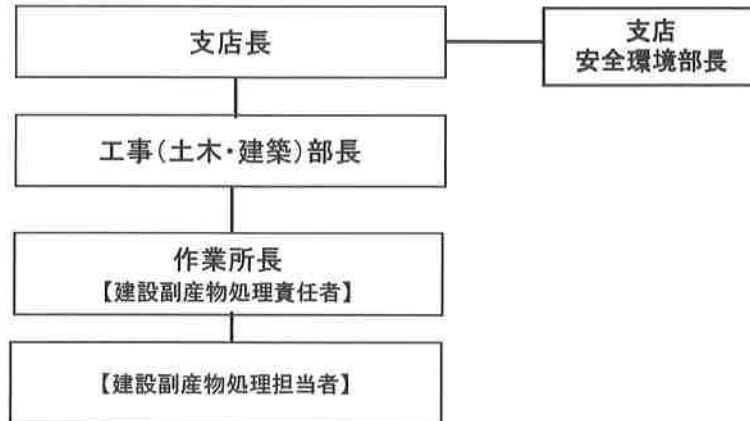 支店長
支店
安全環境部長
工事(土木・建築)部長
作業所長
【建設副産物処理責任者】
【建設副産物処理担当者】